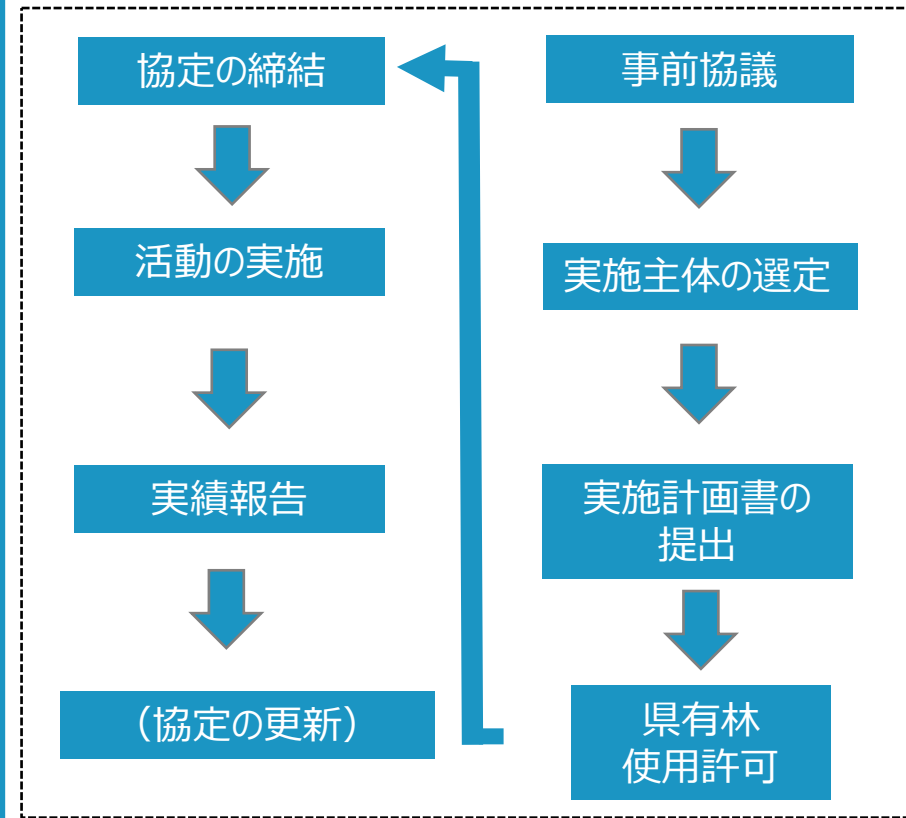 事前協議
実施主体の選定
実施計画書の
提出
県有林
使用許可
協定の締結
活動の実施
実績報告
（協定の更新）